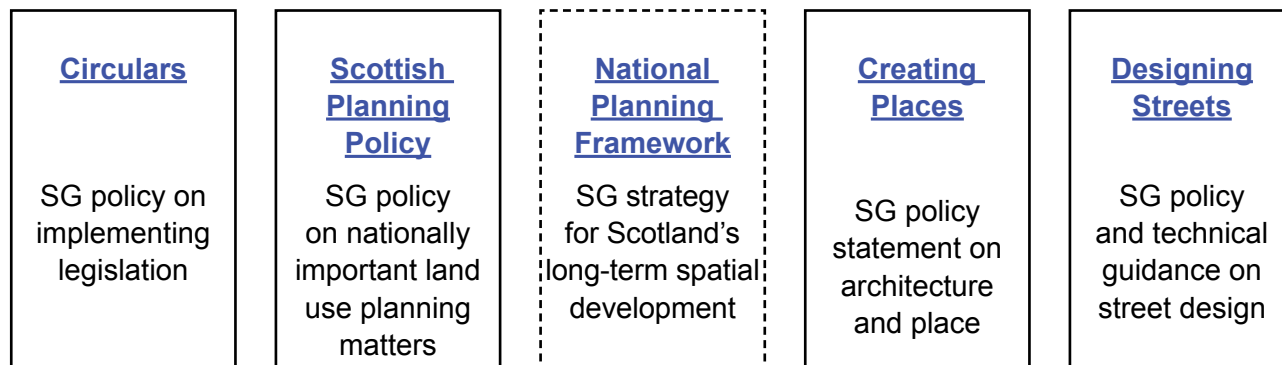 Circulars
SG policy on
implementing
legislation
Scottish
Planning
Policy
SG policy
on nationally
important land
use planning
matters
National
Planning
Framework
SG strategy
for Scotland’s
long-term spatial
development
Creating
Places
SG policy
statement on
architecture
and place
Designing
Streets
SG policy
and technical
guidance on
street design